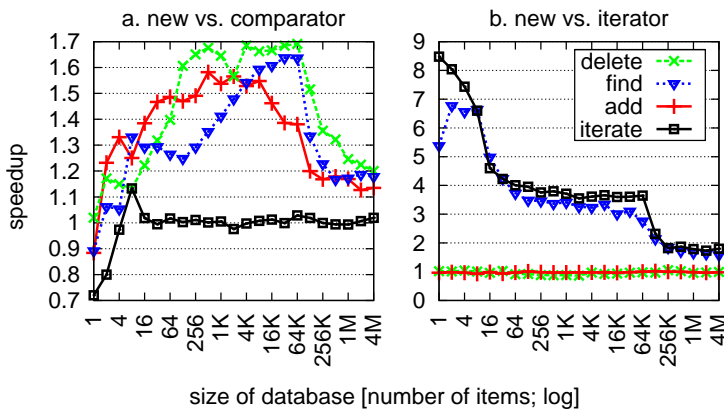 a. new vs. comparator
b. new vs. iterator
speedup
1.7
1.6
1.5
1.4
1.3
1.2
1.1
1
0.9
0.8
0.7
1
4
16
64
256
1K
4K
16K
64K
256K
1M
4M
9
8
7
6
5
4
3
2
1
0
delete
find
add
iterate
1
4
16
64
256
1K
4K
16K
64K
256K
1M
4M
size of database [number of items; log]